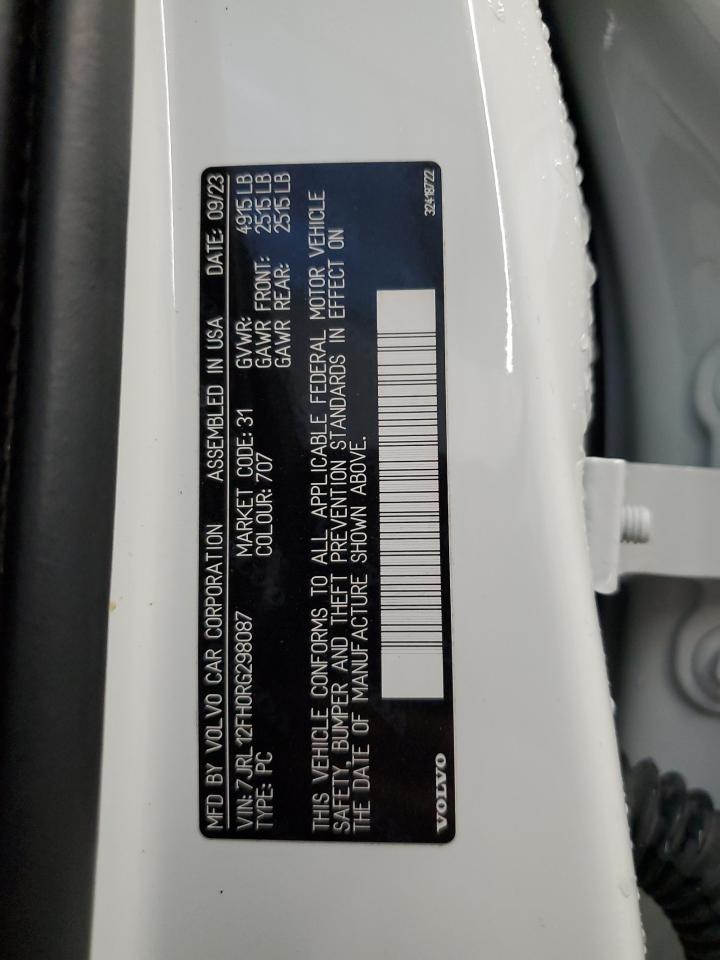 MFD BY VOLVO CAR CORPORATION ASSEMBLED IN USA DATE: 09/23
VIN: 7JRL12FH0RG298087 MARKET CODE: 31 GVWR: 4915 LB
TYPE: PC COLOUR: 707 GAWR FRONT: 2515 LB
GAWR REAR: 2515 LB
THIS VEHICLE CONFORMS TO ALL APPLICABLE FEDERAL MOTOR VEHICLE
SAFETY, BUMPER AND THEFT PREVENTION STANDARDS IN EFFECT ON
THE DATE OF MANUFACTURE SHOWN ABOVE.
VOLVO 32418722